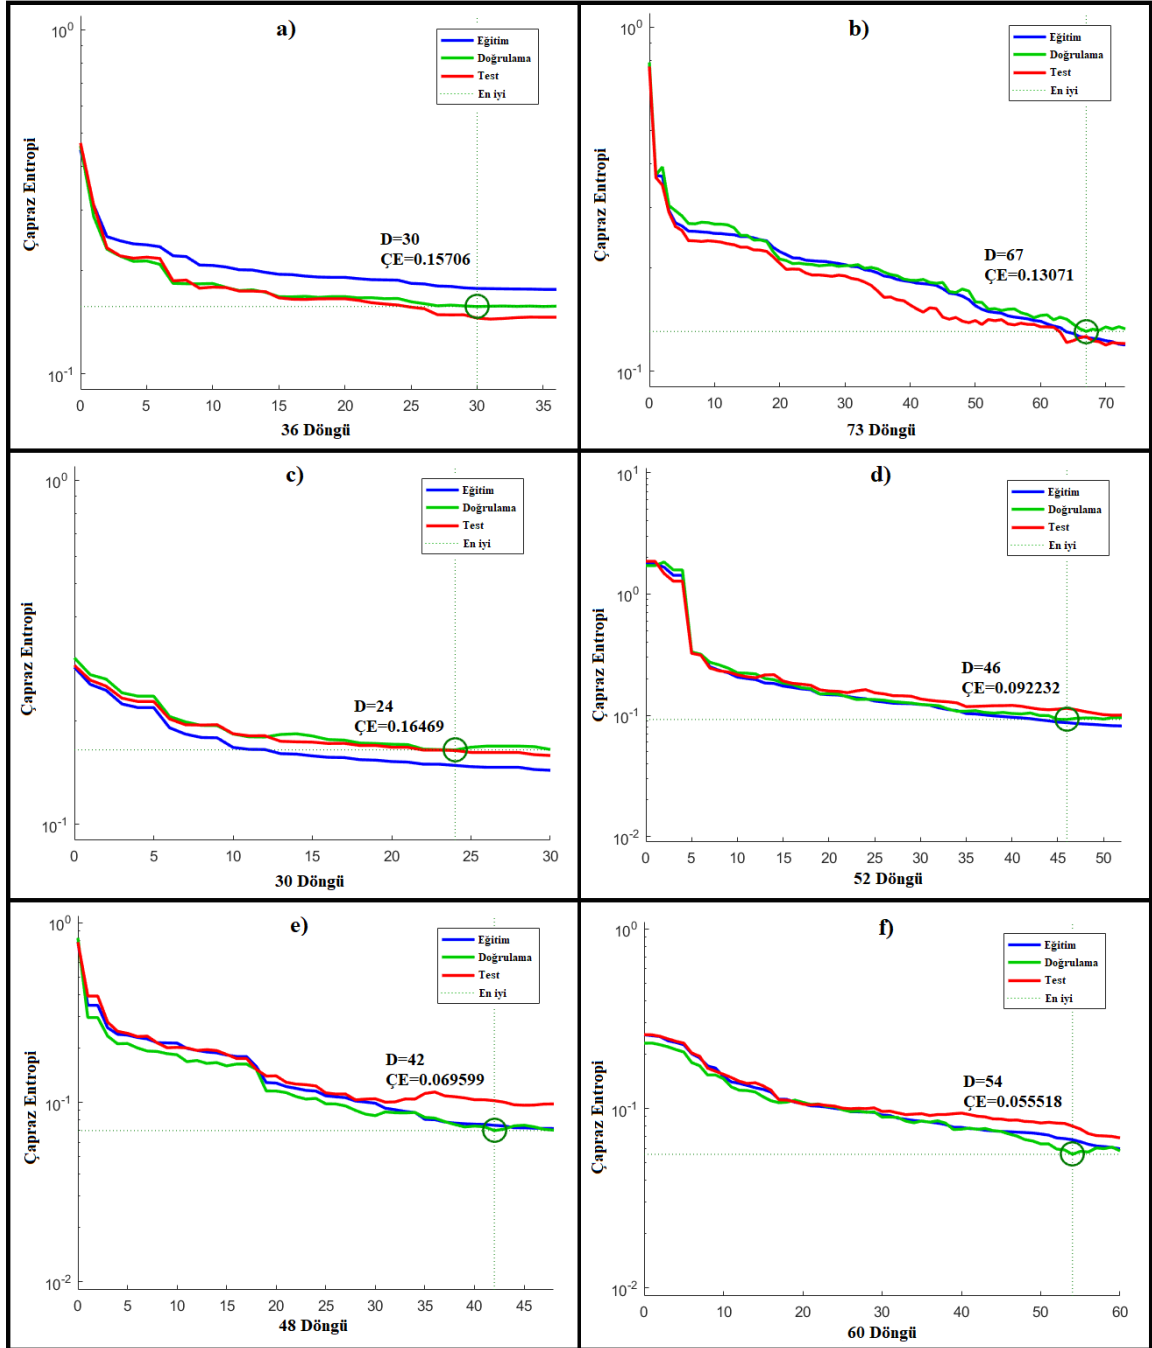 a)
10^0
10^-1
Çapraz Entropi
Eğitim
Doğrulama
Test
En iyi
D=30
ÇE=0.15706
0 5 10 15 20 25 30 35
36 Döngü
b)
10^0
10^-1
Çapraz Entropi
Eğitim
Doğrulama
Test
En iyi
D=67
ÇE=0.13071
0 10 20 30 40 50 60 70
73 Döngü
c)
10^0
10^-1
Çapraz Entropi
Eğitim
Doğrulama
Test
En iyi
D=24
ÇE=0.16469
0 5 10 15 20 25 30
30 Döngü
d)
10^1
10^0
10^-1
10^-2
Çapraz Entropi
Eğitim
Doğrulama
Test
En iyi
D=46
ÇE=0.092232
0 5 10 15 20 25 30 35 40 45 50
52 Döngü
e)
10^0
10^-1
10^-2
Çapraz Entropi
Eğitim
Doğrulama
Test
En iyi
D=42
ÇE=0.069599
0 5 10 15 20 25 30 35 40 45
48 Döngü
f)
10^0
10^-1
10^-2
Çapraz Entropi
Eğitim
Doğrulama
Test
En iyi
D=54
ÇE=0.055518
0 10 20 30 40 50 60
60 Döngü